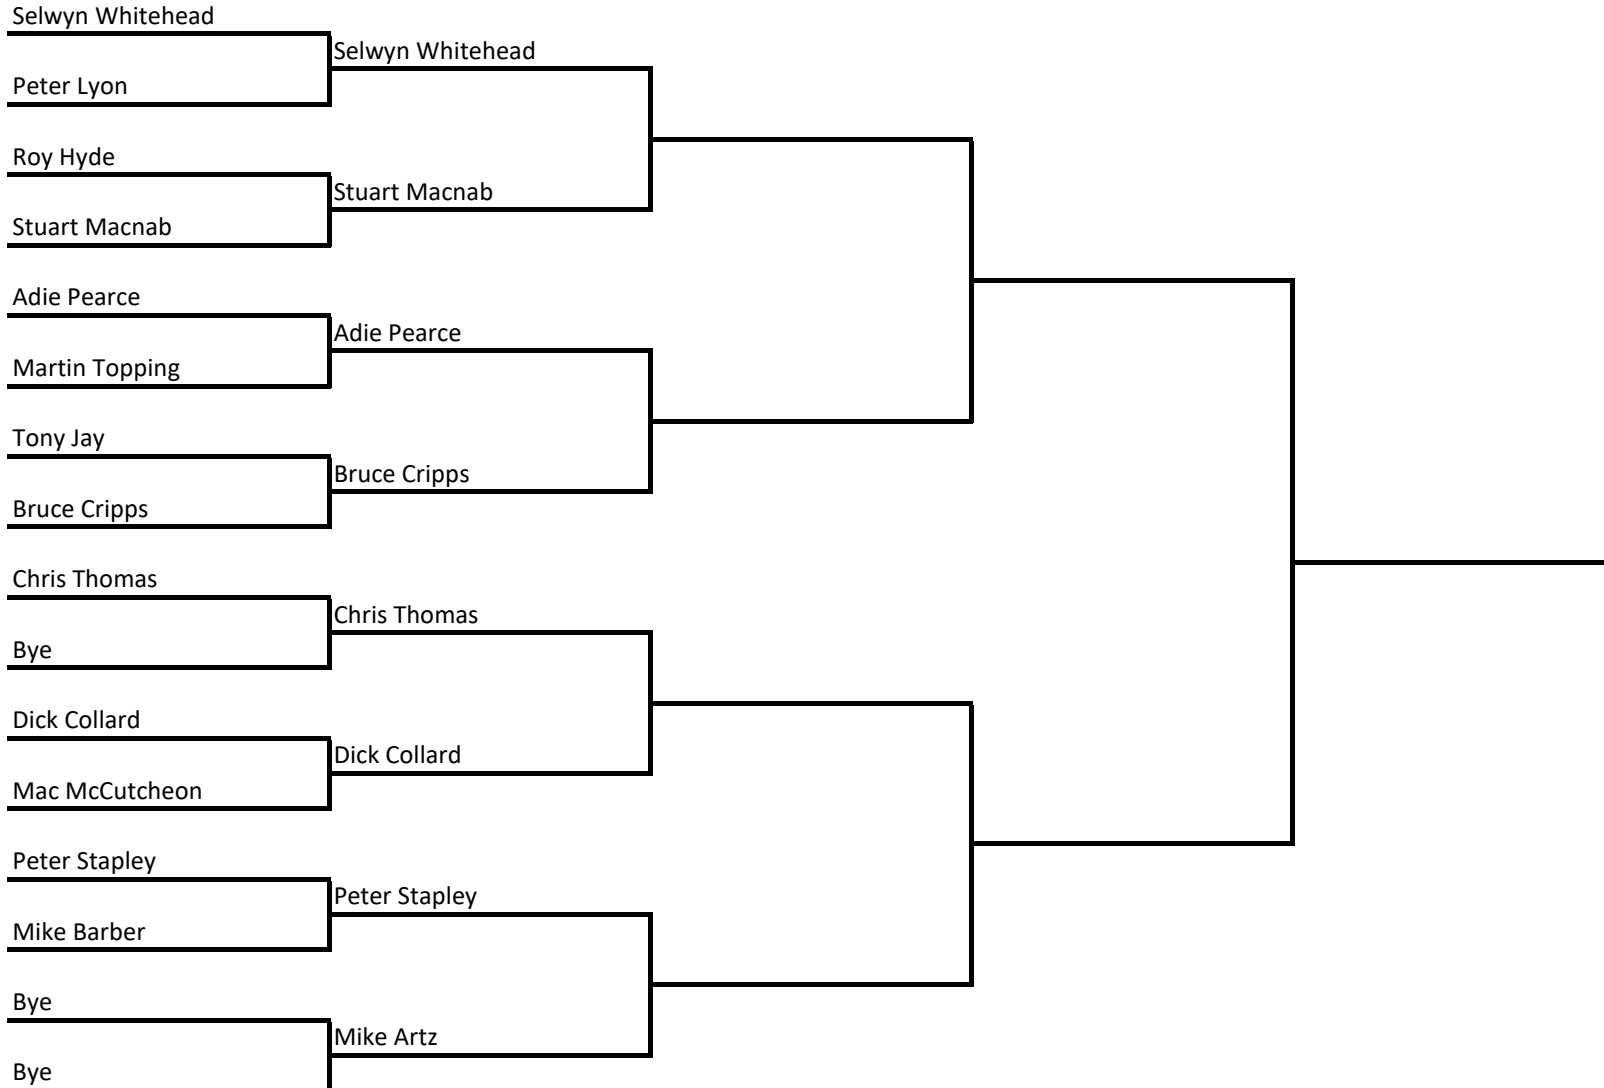 Selwyn Whitehead
Selwyn Whitehead
Peter Lyon
Roy Hyde
Stuart Macnab
Stuart Macnab
Adie Pearce
Adie Pearce
Martin Topping
Tony Jay
Bruce Cripps
Bruce Cripps
Chris Thomas
Chris Thomas
Bye
Dick Collard
Dick Collard
Mac McCutcheon
Peter Stapley
Peter Stapley
Mike Barber
Bye
Mike Artz
Bye